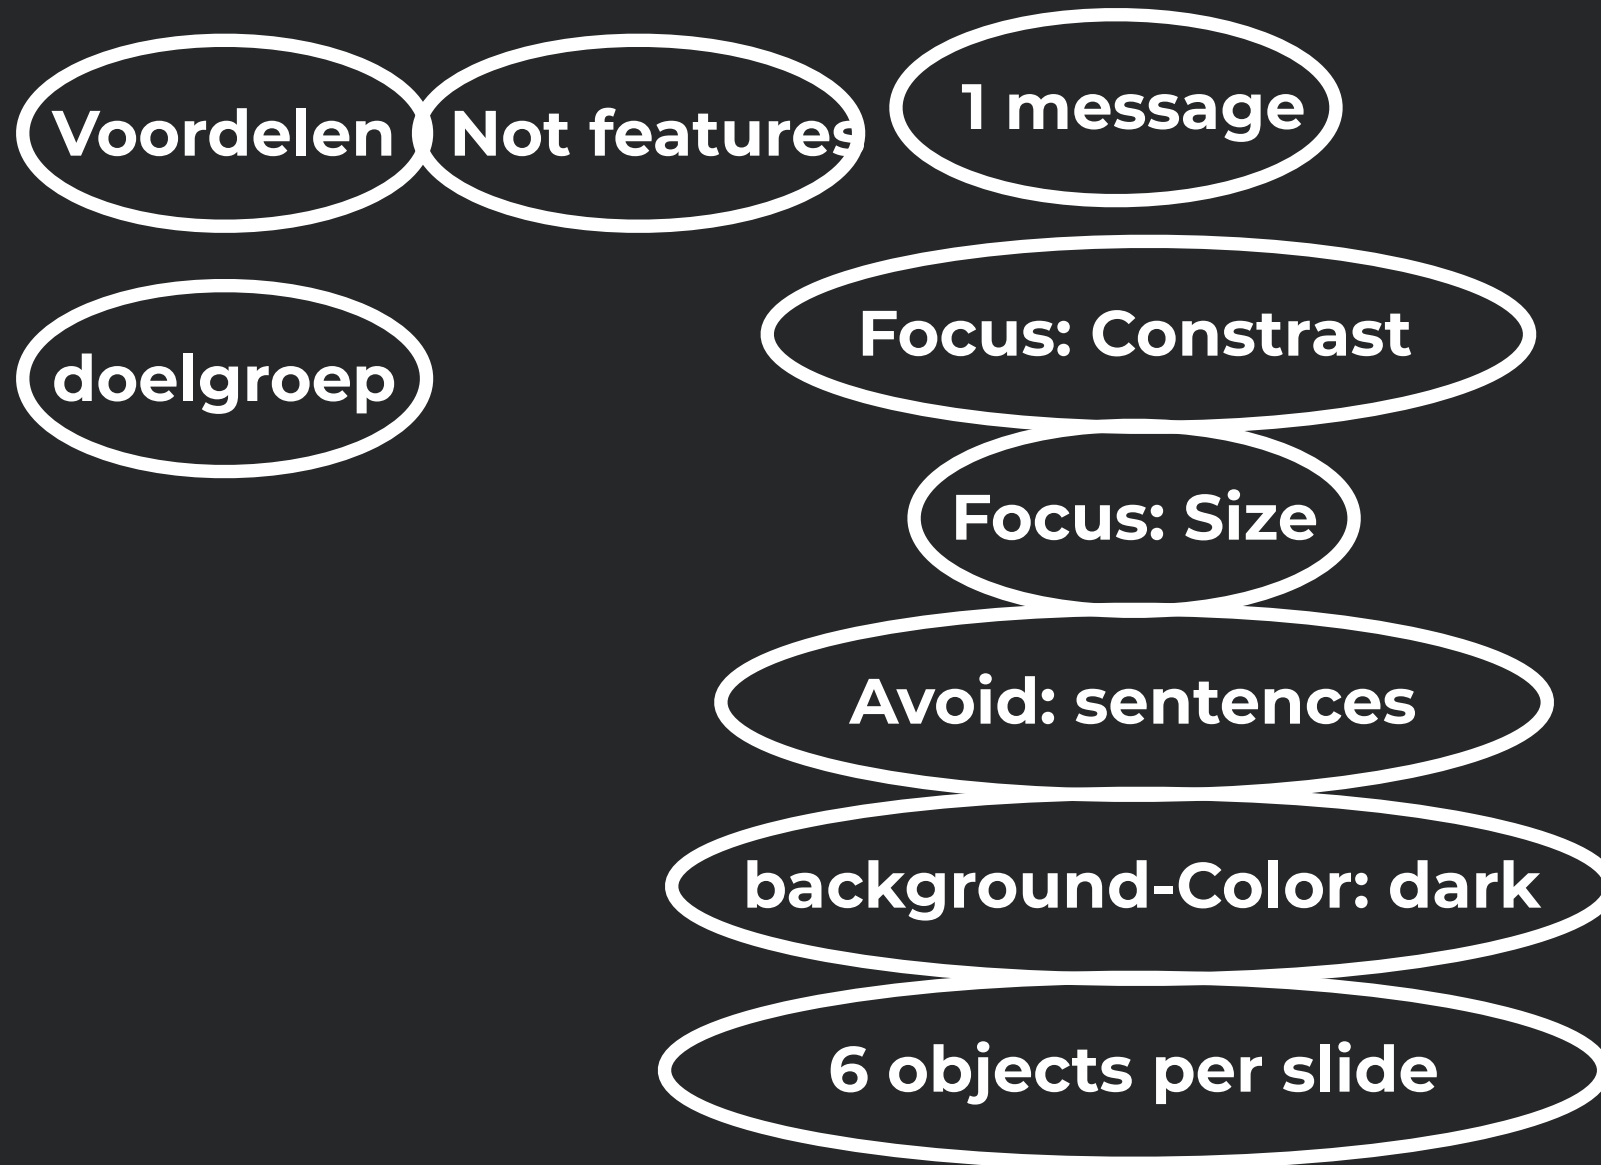 Voordelen
Not features
1 message
doelgroep
Focus: Constrast
Focus: Size
Avoid: sentences
background-Color: dark
6 objects per slide